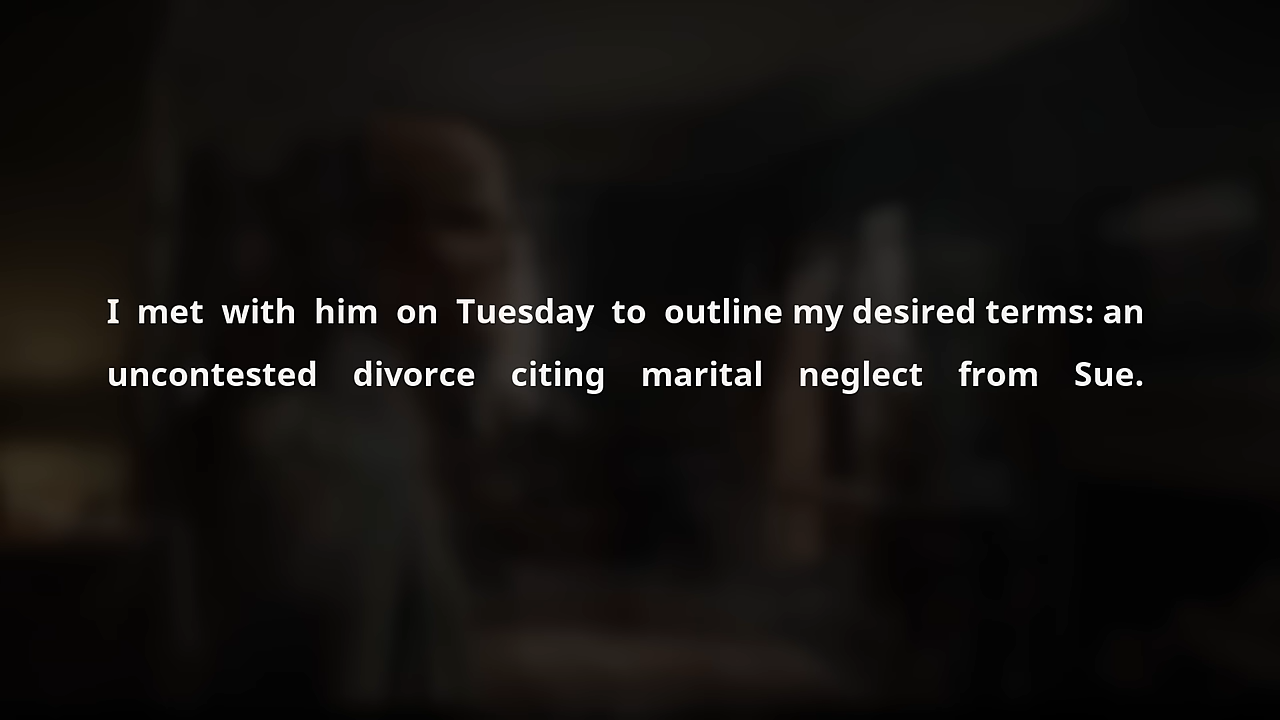 I met with him on Tuesday to outline my desired terms: an
uncontested divorce citing marital neglect from Sue.